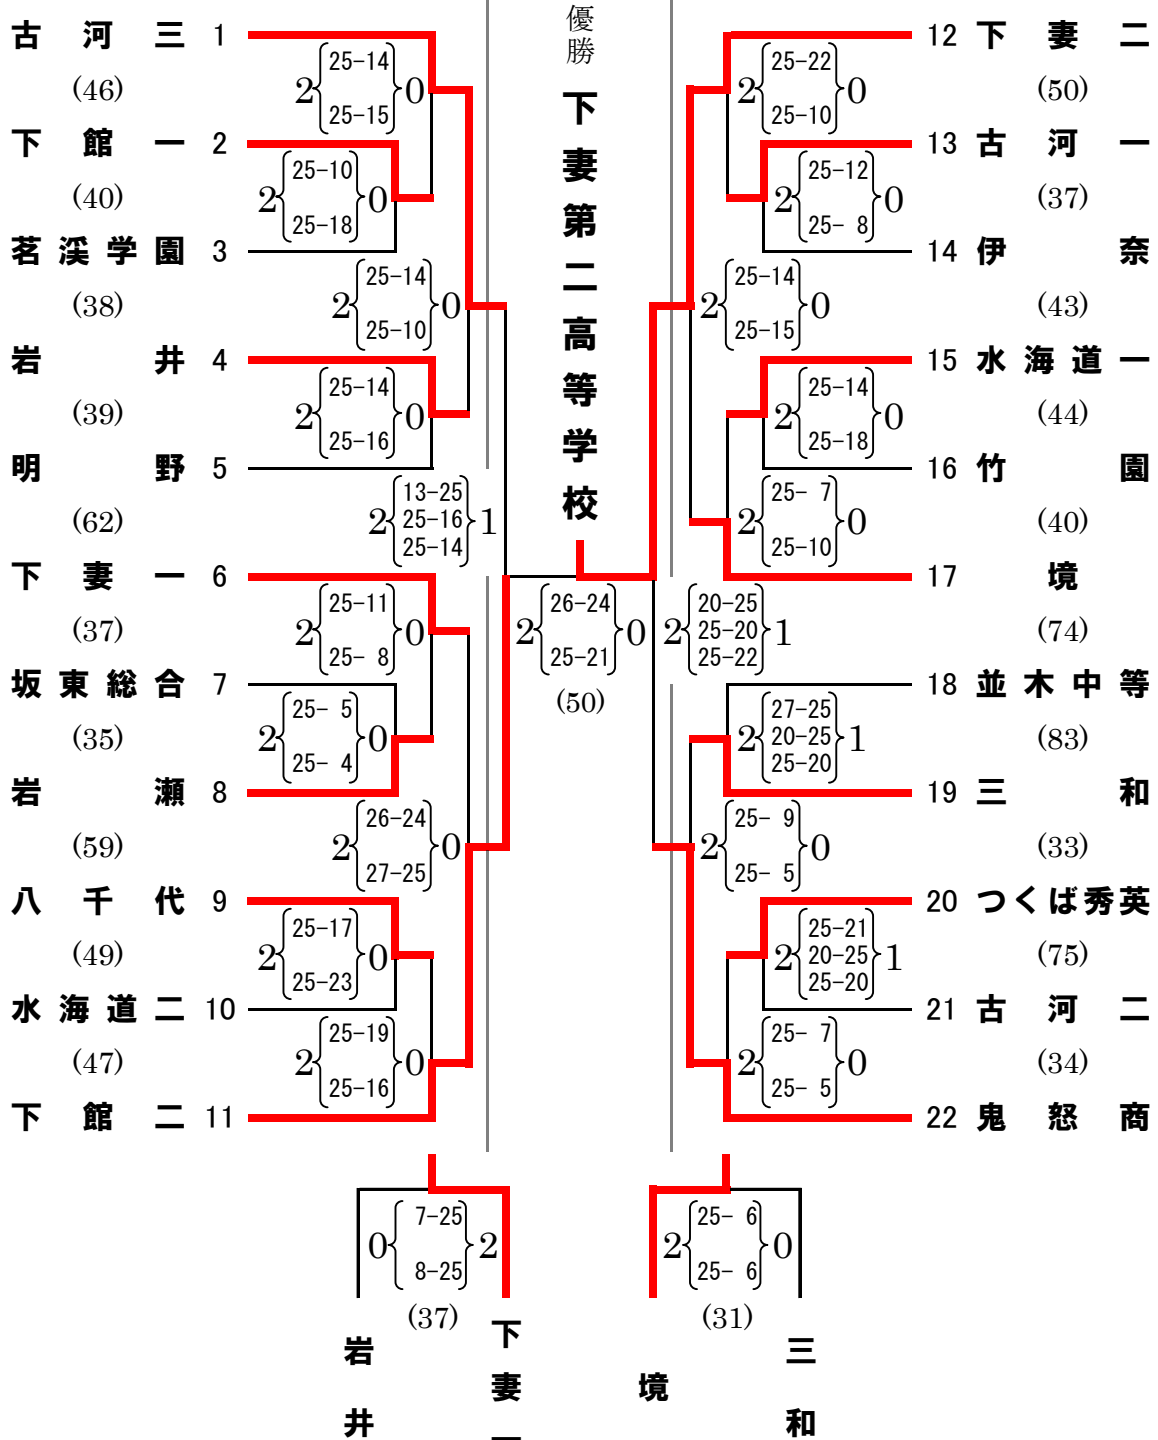 優勝
下妻第二高等学校
古河三 1
(46)
2 25-14 0
25-15
下館一 2
(40)
2 25-10 0
25-18
茗渓学園 3
(38)
2 25-14 0
25-10
岩井 4
(39)
2 25-14 0
25-16
明野 5
(62)
2 13-25 1
25-16
25-14
下妻一 6
(37)
2 25-11 0
25- 8
坂東総合 7
(35)
2 25- 5 0
25- 4
岩瀬 8
(59)
2 26-24 0
27-25
八千代 9
(49)
2 25-17 0
25-23
水海道二 10
(47)
2 25-19 0
25-16
下館二 11
2 26-24 0
25-21
(50)
12 下妻二
2 25-22 0
25-10
(50)
13 古河一
2 25-12 0
25- 8
(37)
14 伊奈
2 25-14 0
25-15
(43)
15 水海道一
2 25-14 0
25-18
(44)
16 竹園
2 25- 7 0
25-10
(40)
17 境
2 20-25 1
25-20
25-22
(74)
18 並木中等
2 27-25 1
20-25
25-20
(83)
19 三和
2 25- 9 0
25- 5
(33)
20 つくば秀英
2 25-21 1
20-25
25-20
(75)
21 古河二
2 25- 7 0
25- 5
(34)
22 鬼怒商
0 7-25 2
8-25
(37)
岩井
下妻一
2 25- 6 0
25- 6
(31)
境
三和